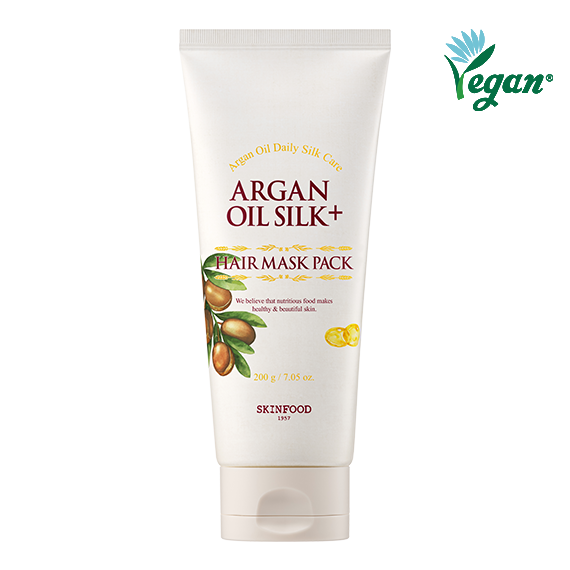 Vegan®
Argan Oil Daily Silk Care
ARGAN
OIL SILK+
HAIR MASK PACK
We believe that nutritious food makes
healthy & beautiful skin.
200 g / 7.05 oz.
SKINFOOD
1957